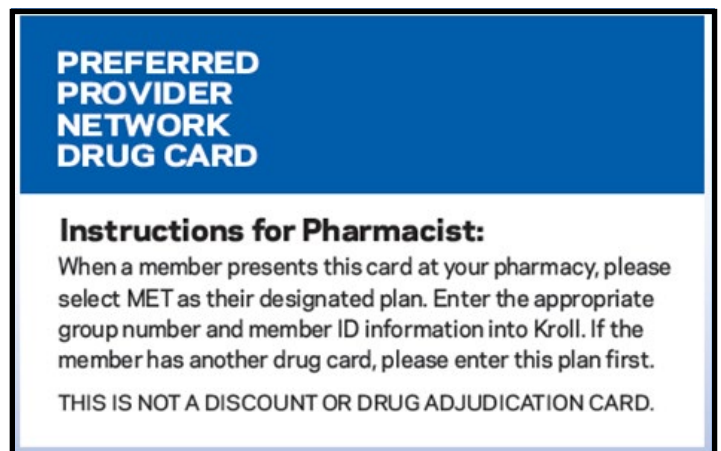 PREFERRED
PROVIDER
NETWORK
DRUG CARD
Instructions for Pharmacist:
When a member presents this card at your pharmacy, please
select MET as their designated plan. Enter the appropriate
group number and member ID information into Kroll. If the
member has another drug card, please enter this plan first.
THIS IS NOT A DISCOUNT OR DRUG ADJUDICATION CARD.